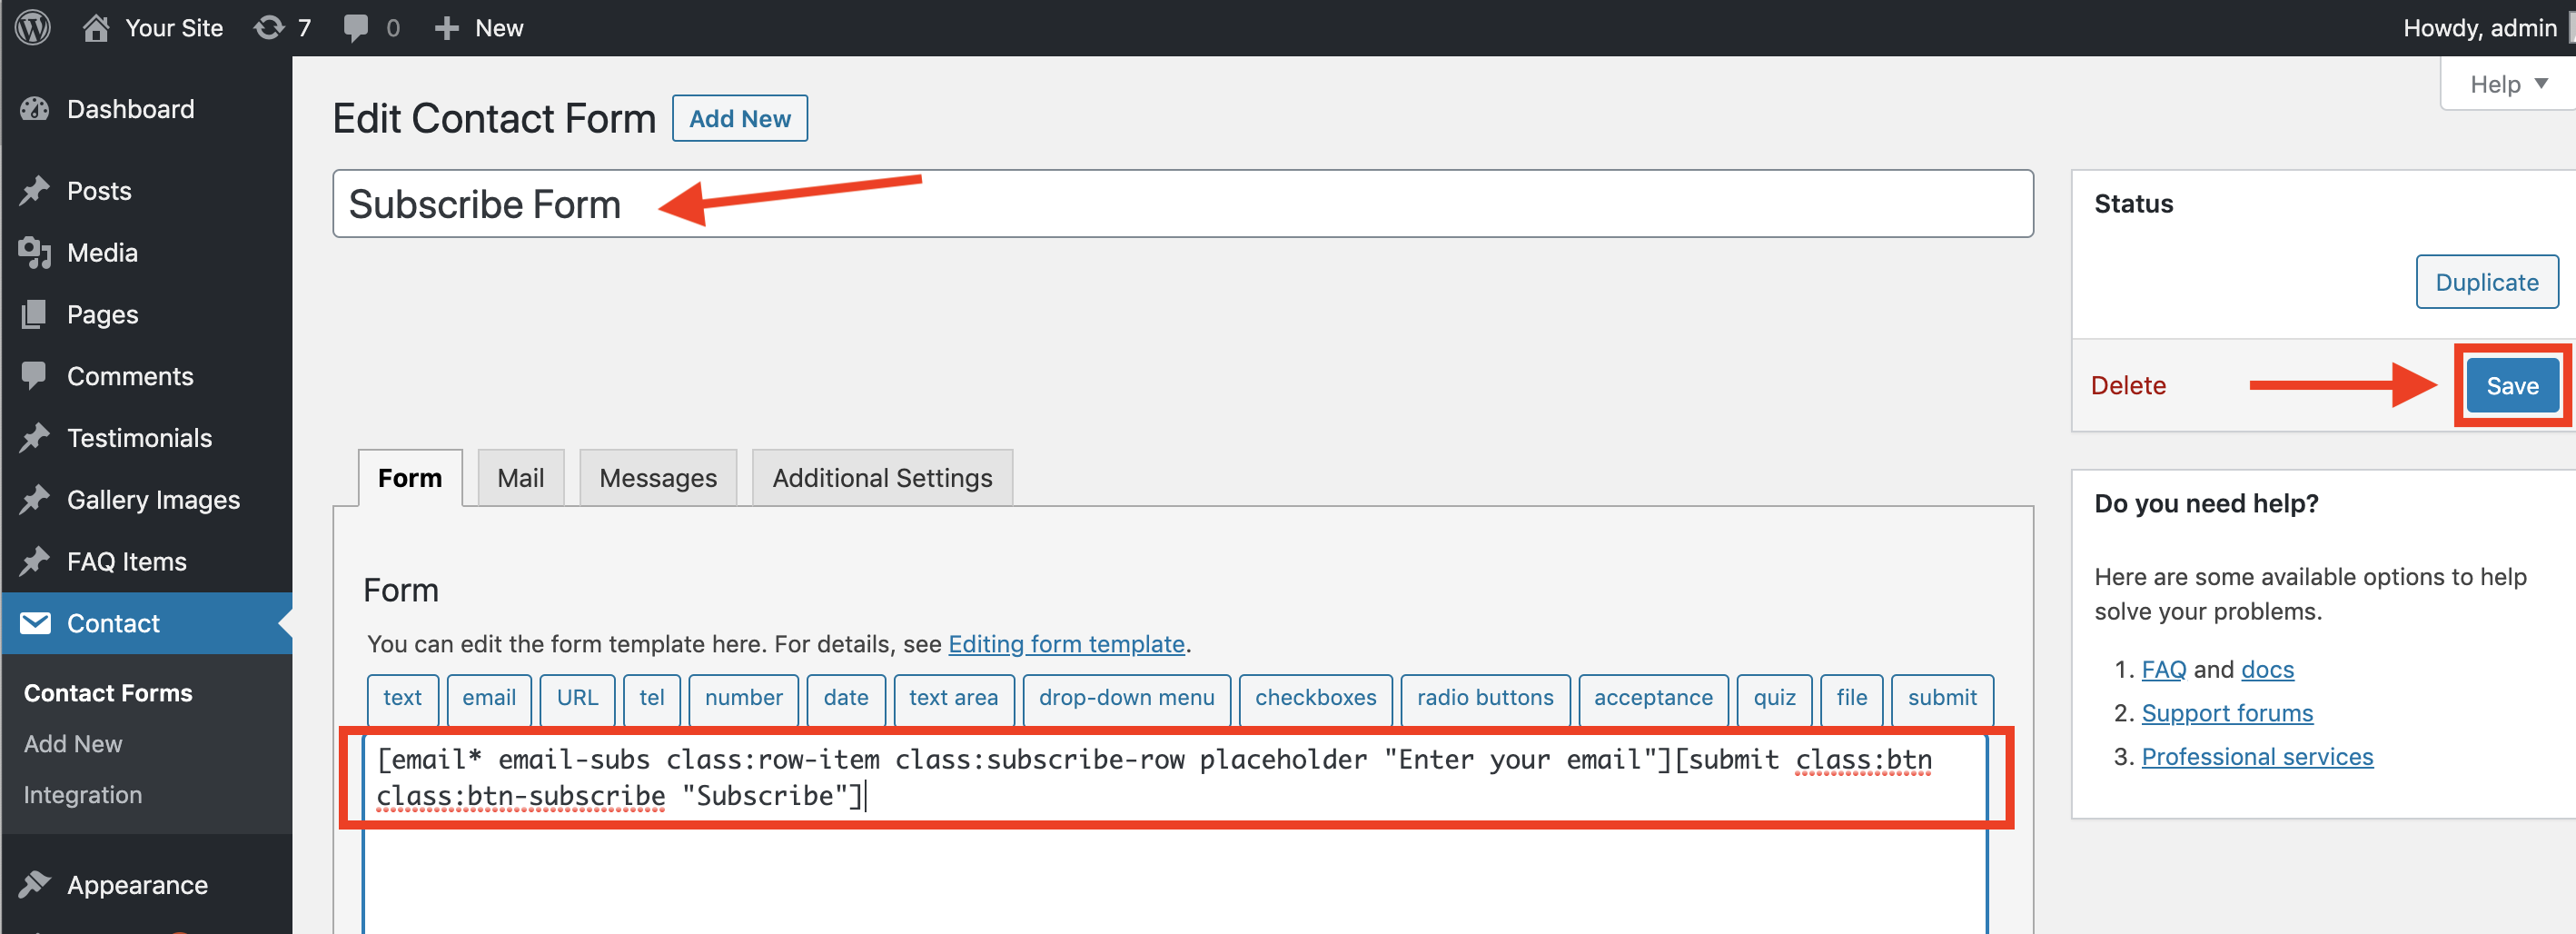 Your Site 7 0 New Howdy, admin
Help
Dashboard
Posts
Media
Pages
Comments
Testimonials
Gallery Images
FAQ Items
Contact
Contact Forms
Add New
Integration
Appearance
Edit Contact Form Add New
Subscribe Form
Form Mail Messages Additional Settings
Form
You can edit the form template here. For details, see Editing form template.
text email URL tel number date text area drop-down menu checkboxes radio buttons acceptance quiz file submit
[email* email-subs class:row-item class:subscribe-row placeholder "Enter your email"][submit class:btn
class:btn-subscribe "Subscribe"]
Status
Duplicate
Delete Save
Do you need help?
Here are some available options to help
solve your problems.
1. FAQ and docs
2. Support forums
3. Professional services